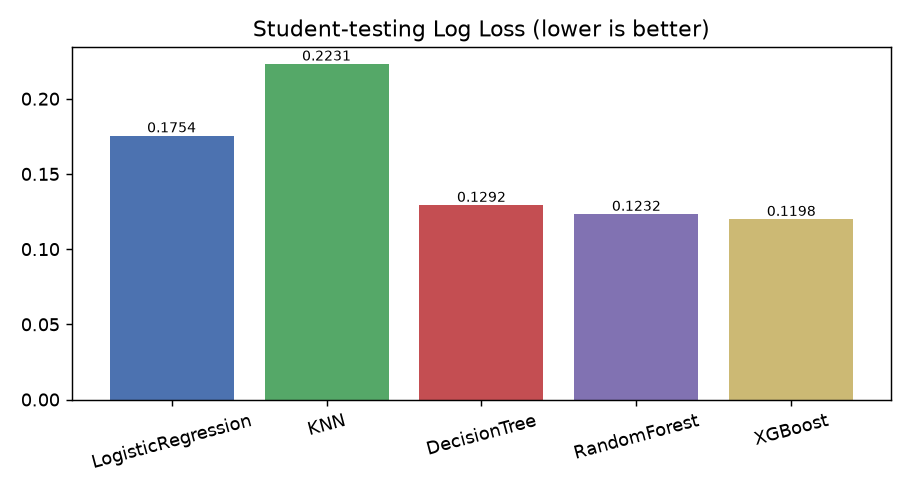 Student-testing Log Loss (lower is better)
0.2231
0.1754
0.1292
0.1232
0.1198
0.20
0.15
0.10
0.05
0.00
LogisticRegression
KNN
DecisionTree
RandomForest
XGBoost